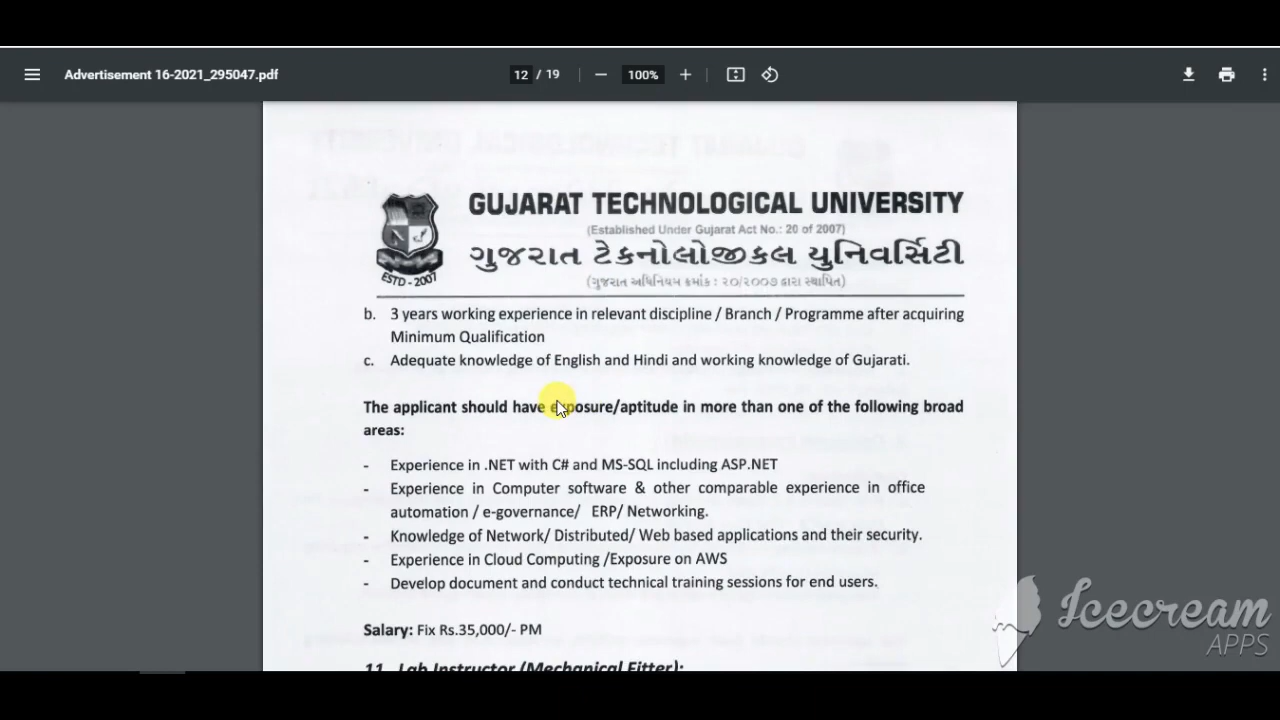 Advertisement 16-2021_295047.pdf
12 / 19
100%
GUJARAT TECHNOLOGICAL UNIVERSITY
(Established Under Gujarat Act No.: 20 of 2007)
ગુજરાત ટેકનોલોજીકલ યુનિવર્સિટી
(ગુજરાત અધિનિયમ ક્રમાંક : ૨૦/૨૦૦૭ દ્વારા સ્થાપિત)
ESTD - 2007
b. 3 years working experience in relevant discipline / Branch / Programme after acquiring
Minimum Qualification
c. Adequate knowledge of English and Hindi and working knowledge of Gujarati.
The applicant should have exposure/aptitude in more than one of the following broad
areas:
- Experience in .NET with C# and MS-SQL including ASP.NET
- Experience in Computer software & other comparable experience in office
automation / e-governance/ ERP/ Networking.
- Knowledge of Network/ Distributed/ Web based applications and their security.
- Experience in Cloud Computing /Exposure on AWS
- Develop document and conduct technical training sessions for end users.
Salary: Fix Rs.35,000/- PM
11. Lab Instructor (Mechanical Fitter):
Icecream
APPS